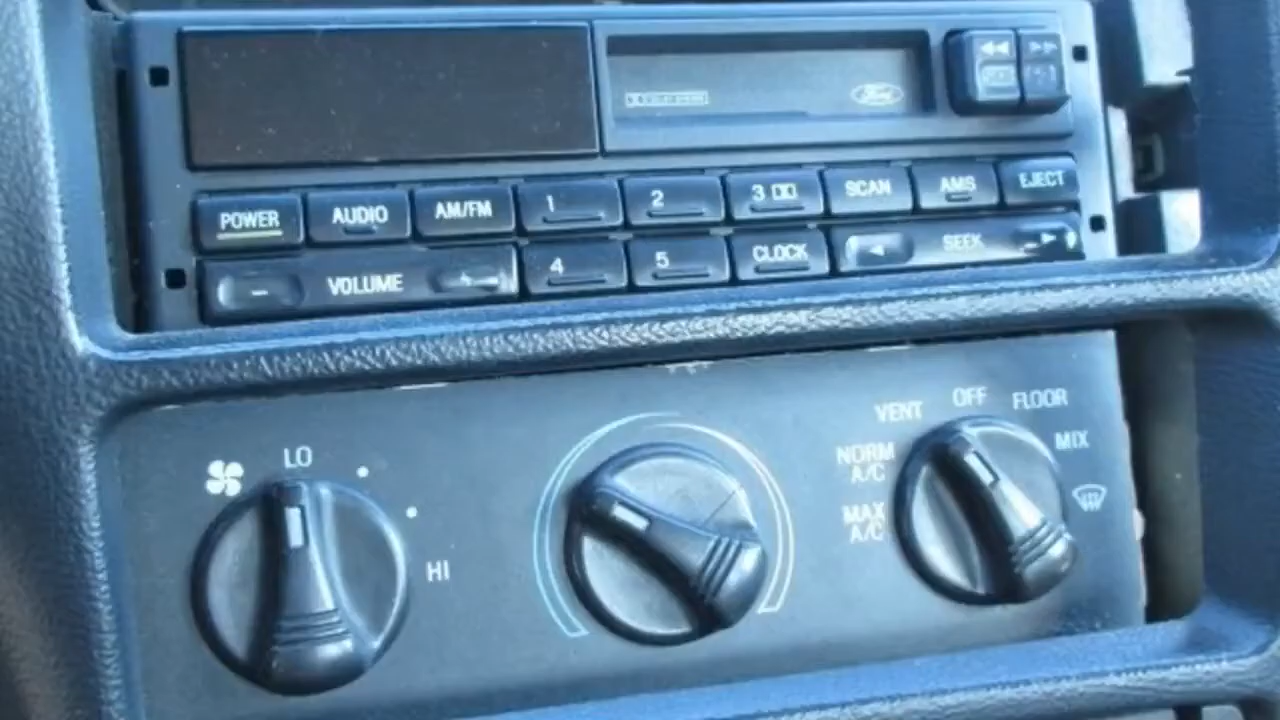 Ford
POWER AUDIO AM/FM 1 2 3 SCAN AMS EJECT
- VOLUME + 4 5 CLOCK SEEK
LO
HI
VENT OFF FLOOR
NORM A/C
MIX
MAX A/C